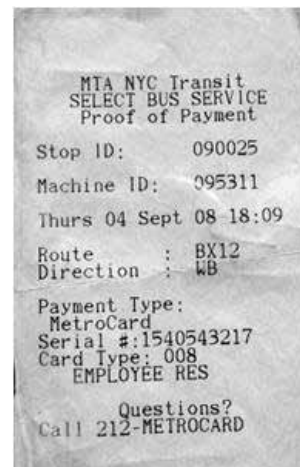 MTA NYC Transit
SELECT BUS SERVICE
Proof of Payment
Stop ID: 090025
Machine ID: 095311
Thurs 04 Sept 08 18:09
Route : BX12
Direction : WB
Payment Type:
MetroCard
Serial #:1540543217
Card Type: 008
EMPLOYEE RES
Questions?
Call 212-METROCARD